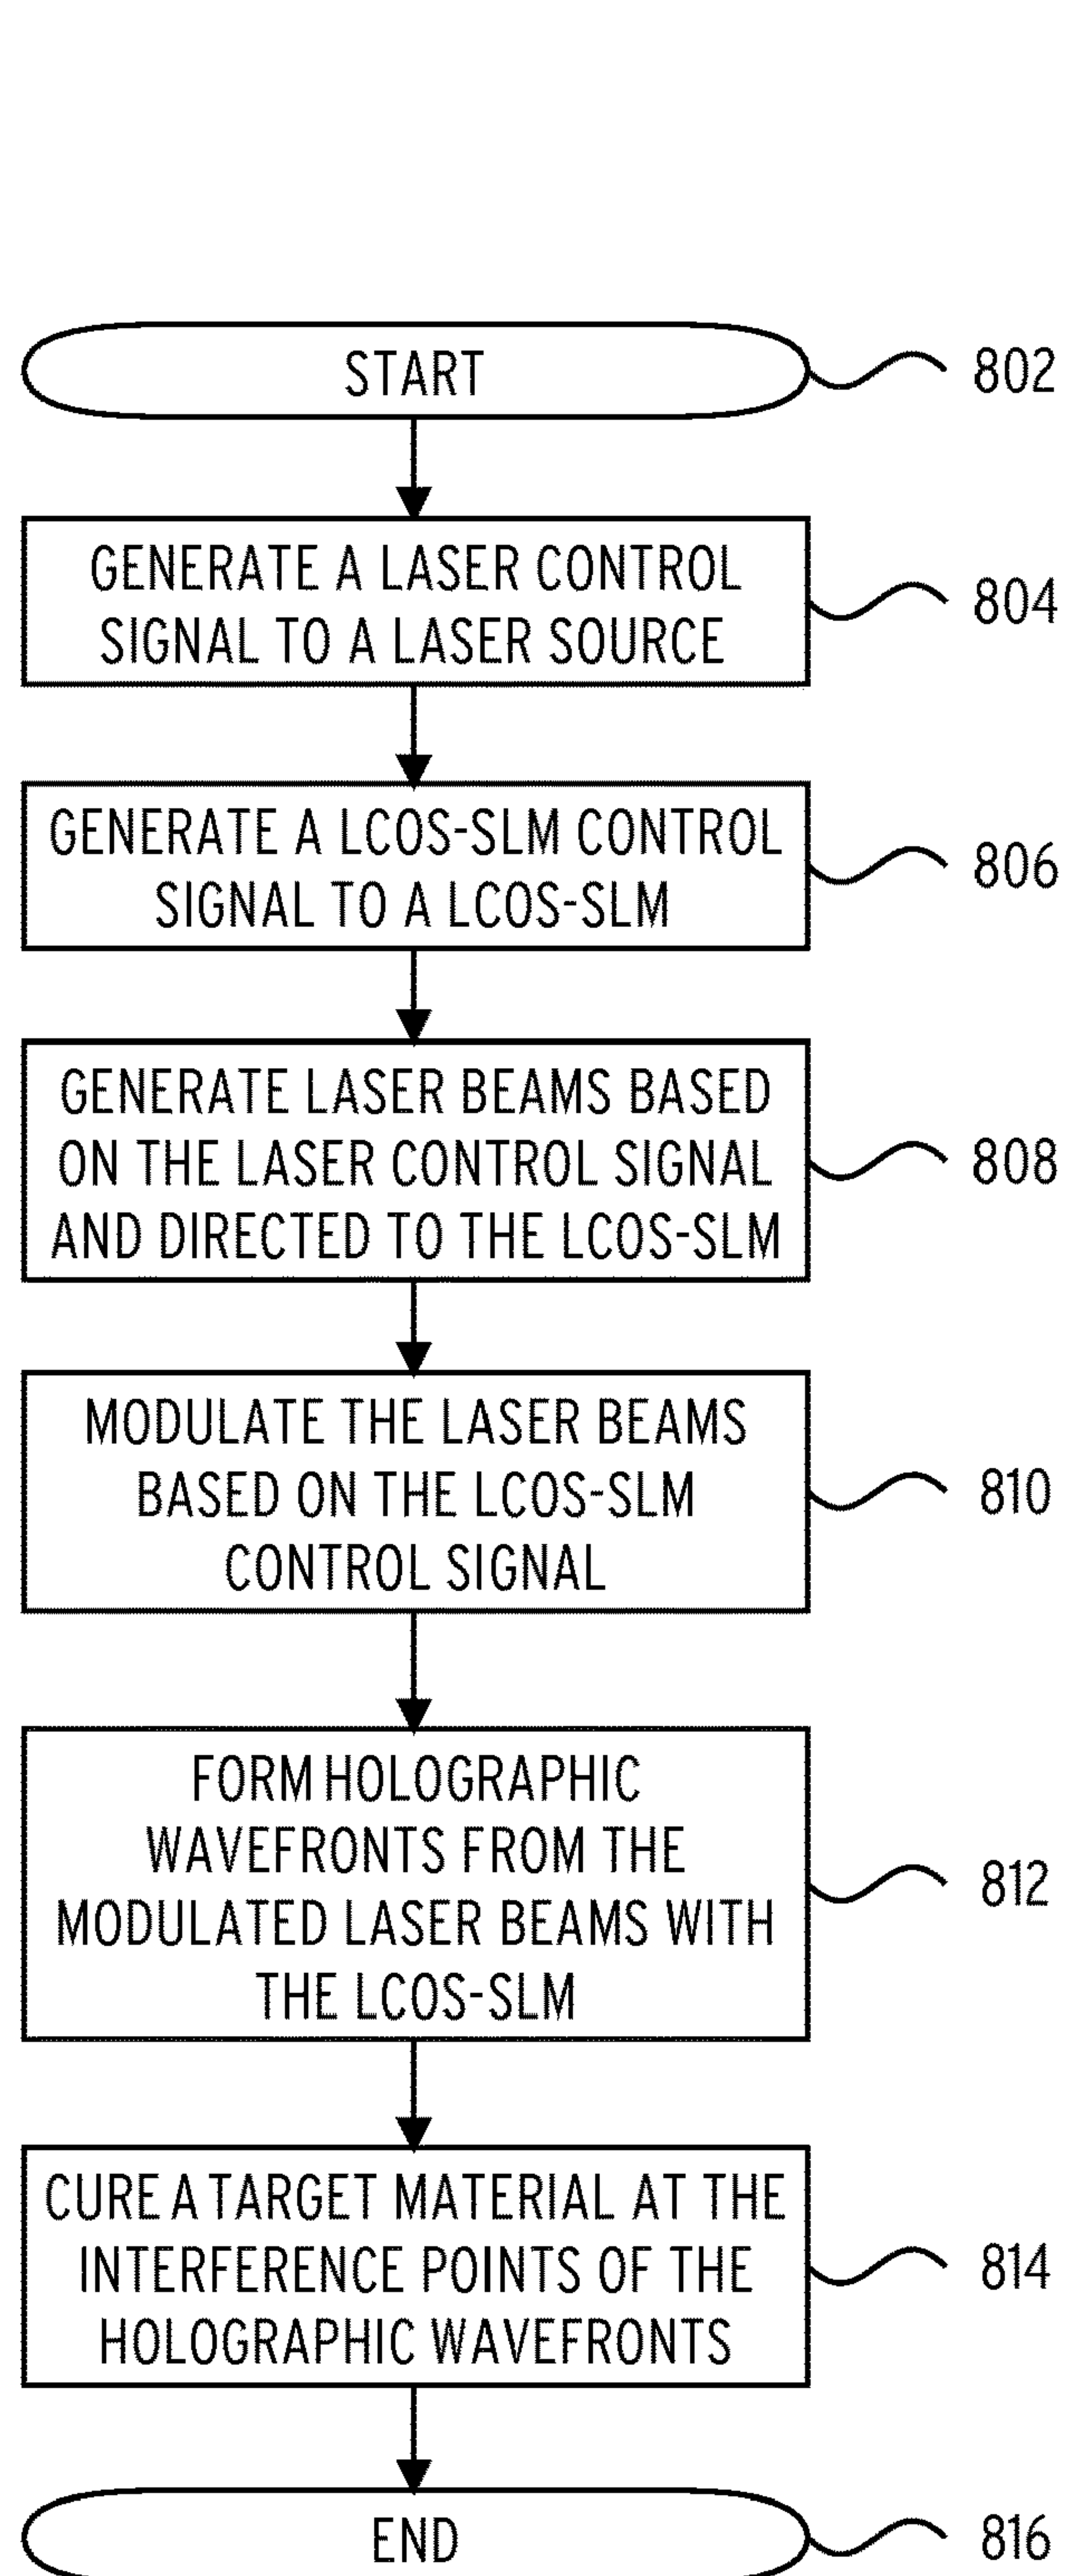 START
802
GENERATE A LASER CONTROL
SIGNAL TO A LASER SOURCE
804
GENERATE A LCOS-SLM CONTROL
SIGNAL TO A LCOS-SLM
806
GENERATE LASER BEAMS BASED
ON THE LASER CONTROL SIGNAL
AND DIRECTED TO THE LCOS-SLM
808
MODULATE THE LASER BEAMS
BASED ON THE LCOS-SLM
CONTROL SIGNAL
810
FORM HOLOGRAPHIC
WAVEFRONTS FROM THE
MODULATED LASER BEAMS WITH
THE LCOS-SLM
812
CURE A TARGET MATERIAL AT THE
INTERFERENCE POINTS OF THE
HOLOGRAPHIC WAVEFRONTS
814
END
816